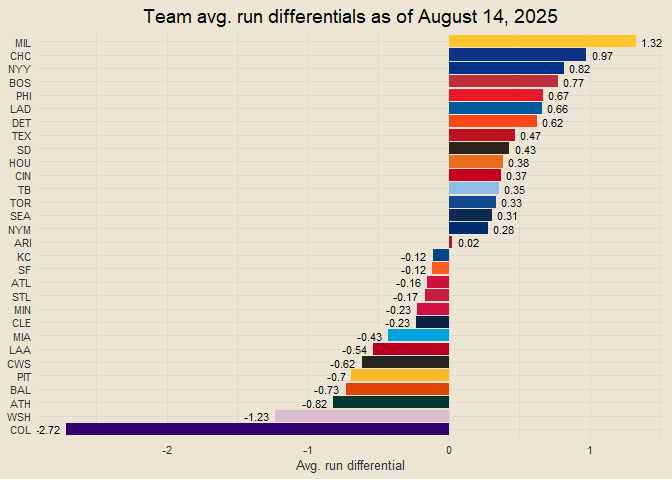 Team avg. run differentials as of August 14, 2025
MIL 1.32
CHC 0.97
NYY 0.82
BOS 0.77
PHI 0.67
LAD 0.66
DET 0.62
TEX 0.47
SD 0.43
HOU 0.38
CIN 0.37
TB 0.35
TOR 0.33
SEA 0.31
NYM 0.28
ARI 0.02
KC -0.12
SF -0.12
ATL -0.16
STL -0.17
MIN -0.23
CLE -0.23
MIA -0.43
LAA -0.54
CWS -0.62
PIT -0.7
BAL -0.73
ATH -0.82
WSH -1.23
COL -2.72
-2 -1 0 1
Avg. run differential